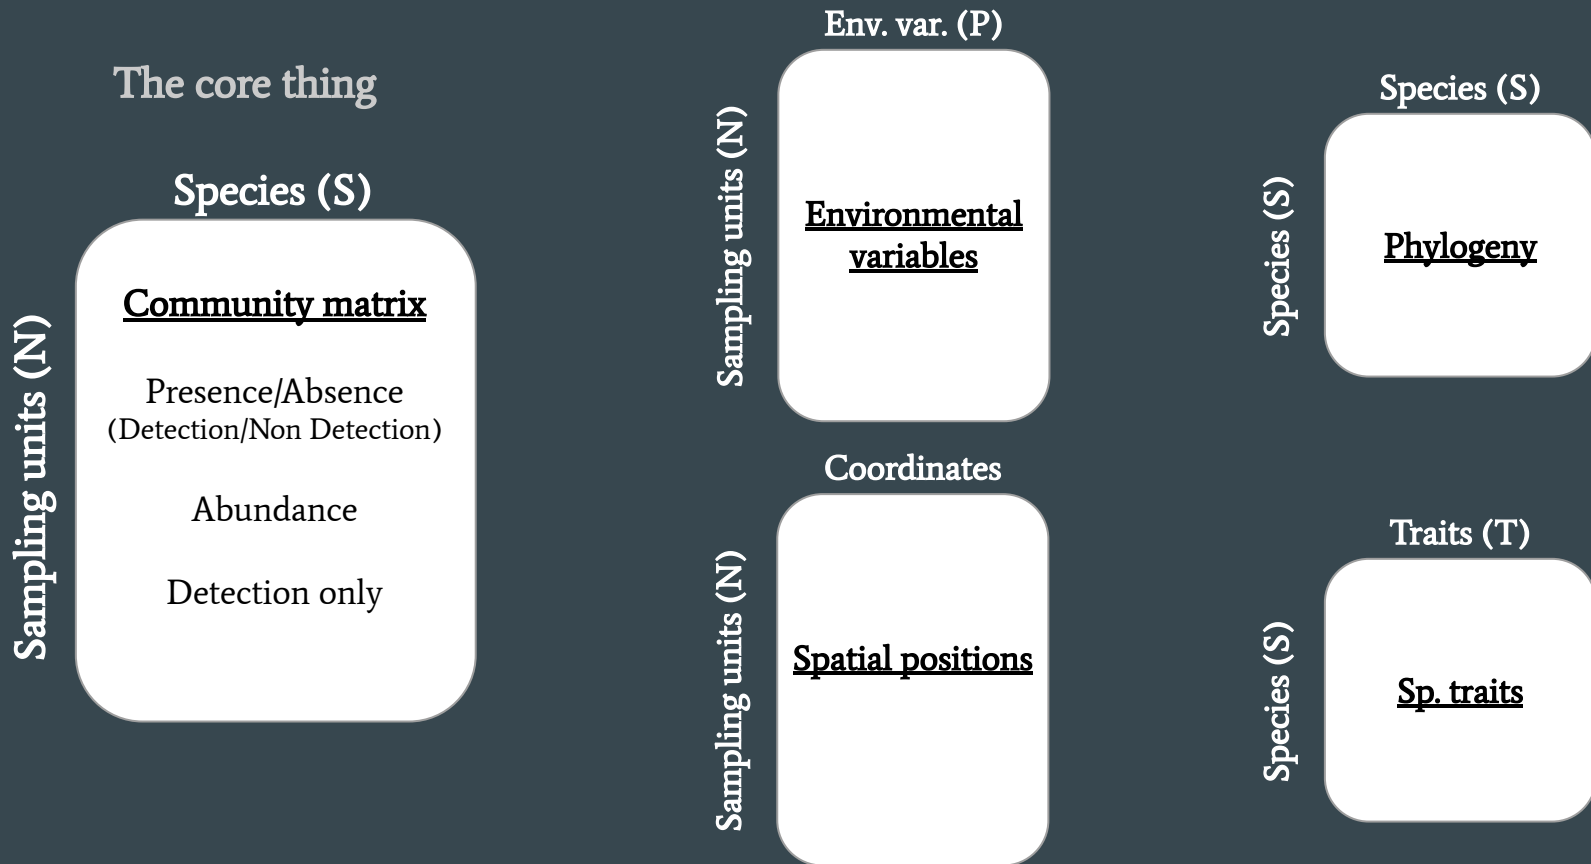 The core thing
Species (S)
Sampling units (N)
Community matrix
Presence/Absence
(Detection/Non Detection)
Abundance
Detection only
Env. var. (P)
Sampling units (N)
Environmental
variables
Coordinates
Sampling units (N)
Spatial positions
Species (S)
Species (S)
Phylogeny
Traits (T)
Species (S)
Sp. traits